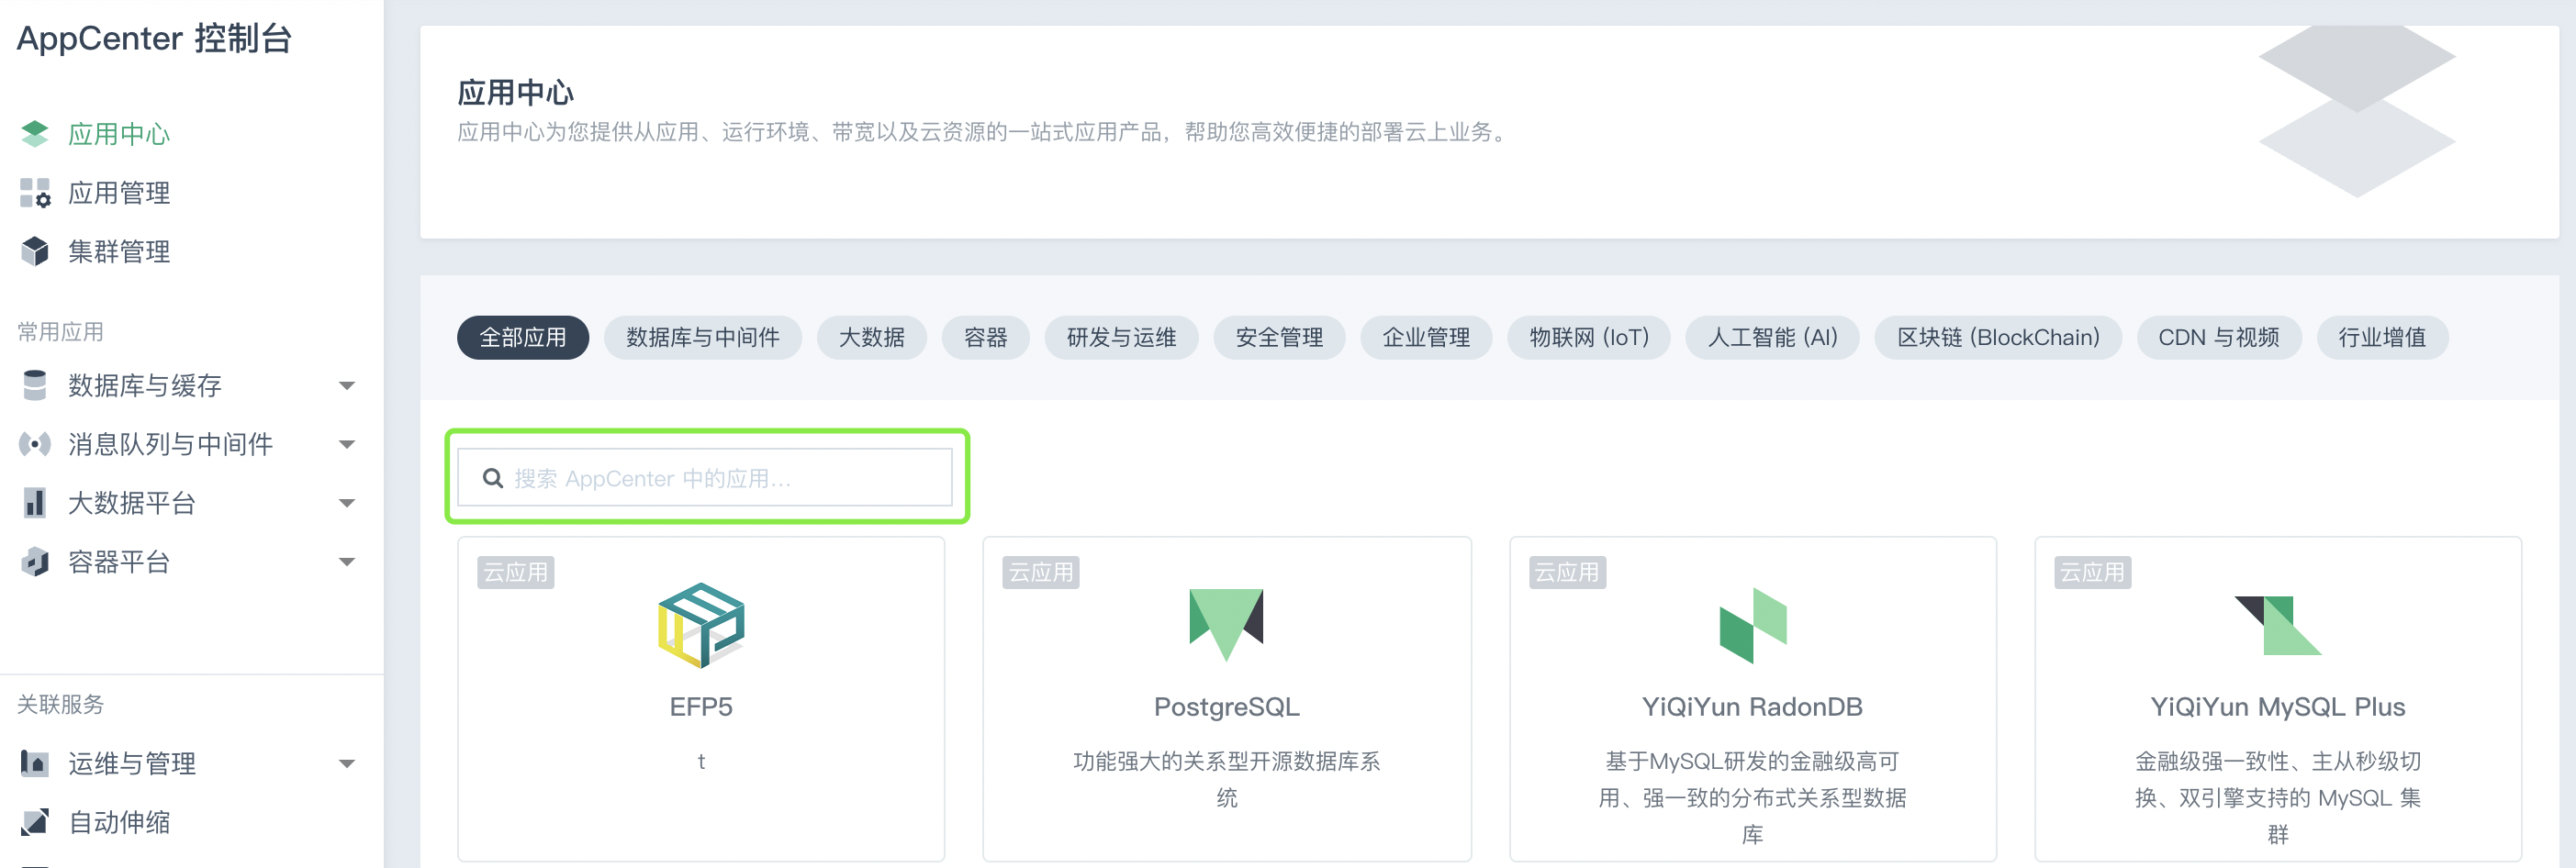 AppCenter 控制台
应用中心
应用管理
集群管理
常用应用
数据库与缓存
消息队列与中间件
大数据平台
容器平台
关联服务
运维与管理
自动伸缩
应用中心
应用中心为您提供从应用、运行环境、带宽以及云资源的一站式应用产品，帮助您高效便捷的部署云上业务。
全部应用 数据库与中间件 大数据 容器 研发与运维 安全管理 企业管理 物联网 (IoT) 人工智能 (AI) 区块链 (BlockChain) CDN 与视频 行业增值
搜索 AppCenter 中的应用...
云应用
EFP5
t
云应用
PostgreSQL
功能强大的关系型开源数据库系
统
云应用
YiQiYun RadonDB
基于MySQL研发的金融级高可
用、强一致的分布式关系型数据
库
云应用
YiQiYun MySQL Plus
金融级强一致性、主从秒级切
换、双引擎支持的 MySQL 集
群